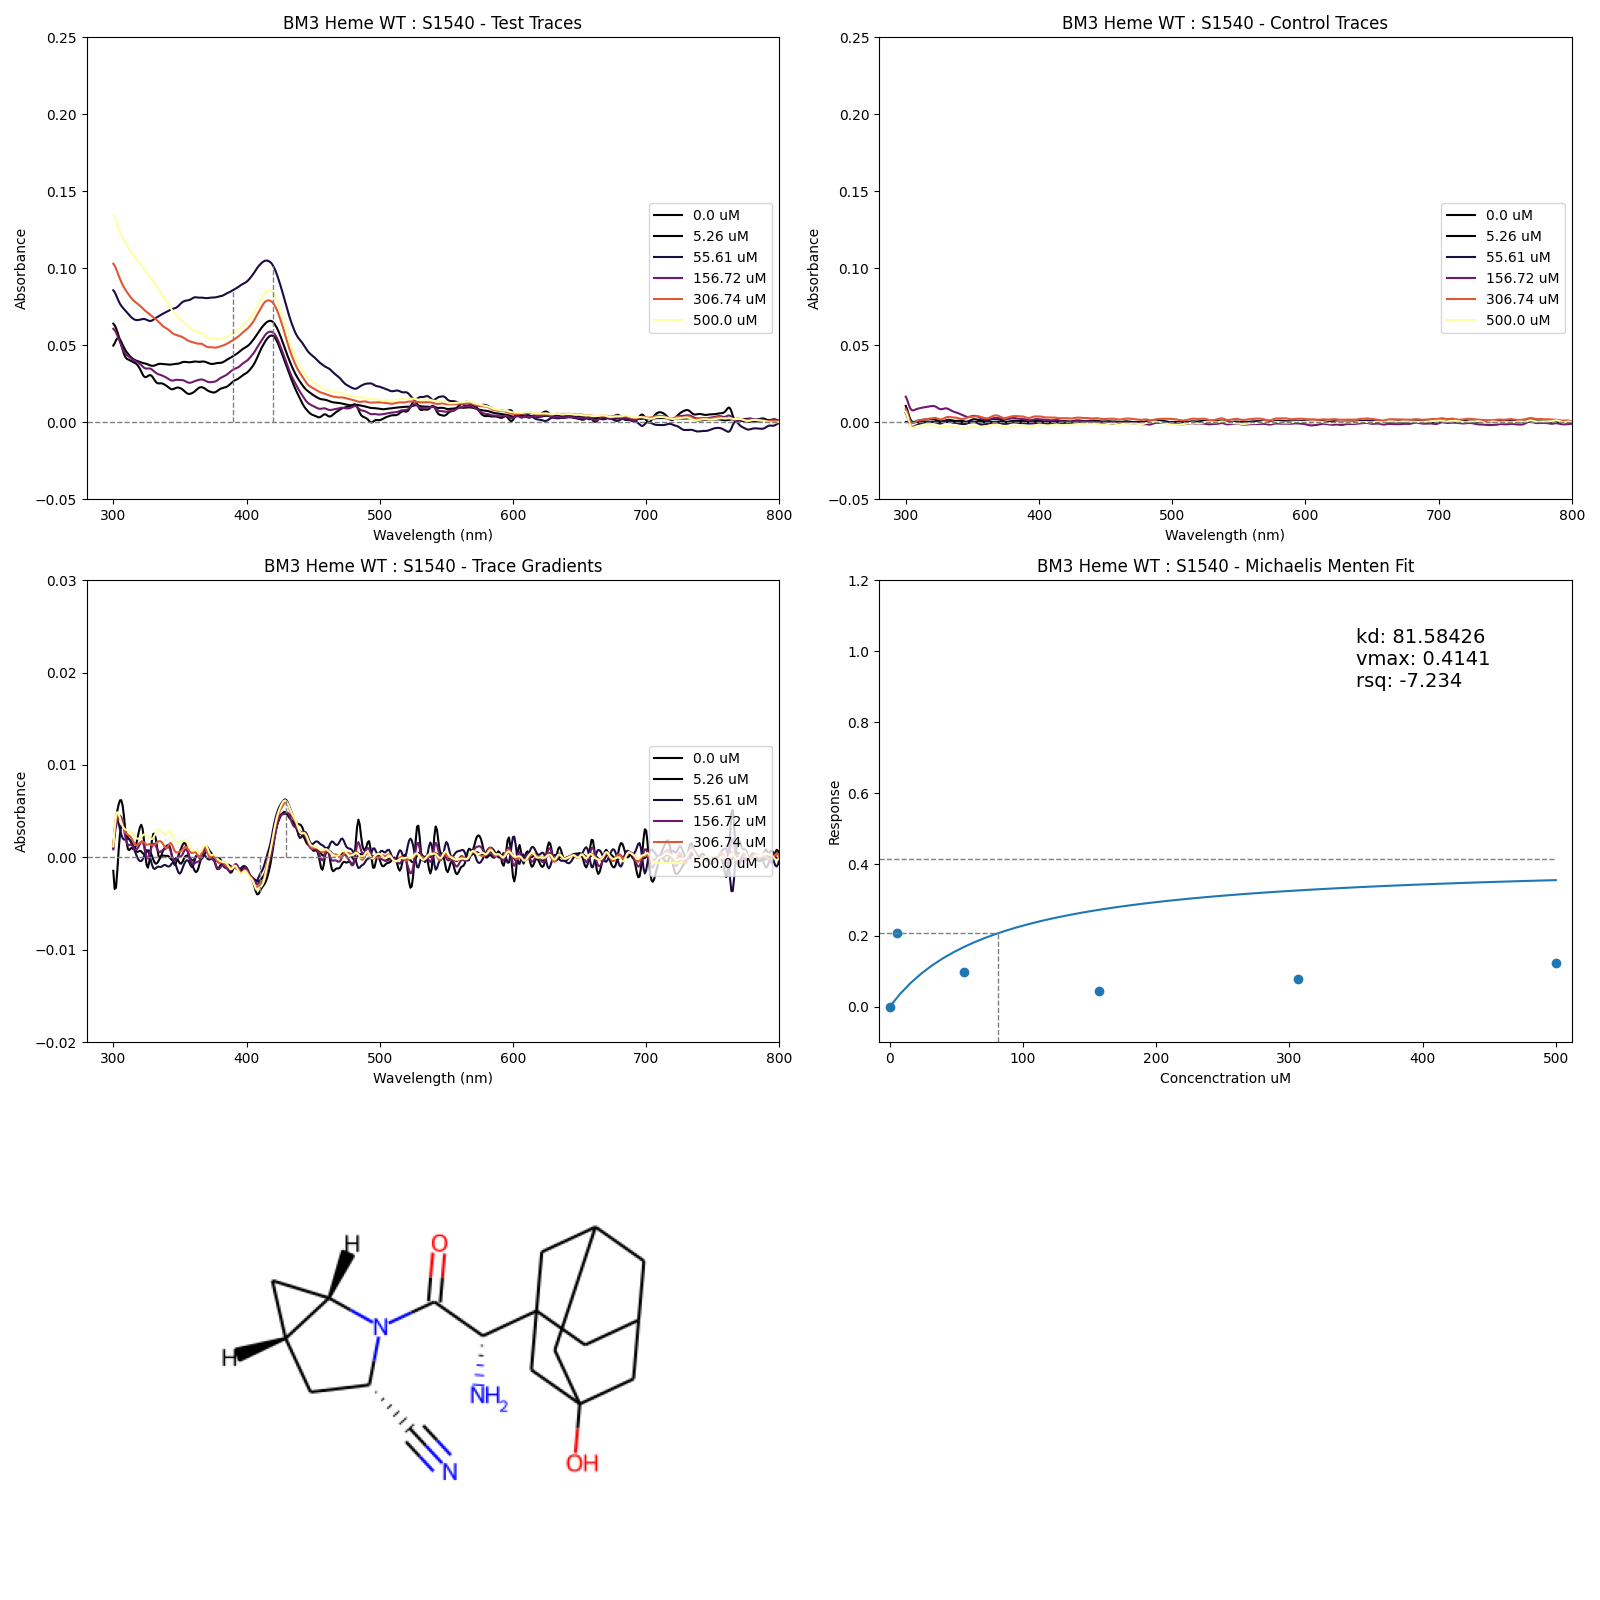 BM3 Heme WT : S1540 - Test Traces
0.25
0.20
0.15
0.10
0.05
0.00
−0.05
Absorbance
300 400 500 600 700 800
Wavelength (nm)
0.0 uM
5.26 uM
55.61 uM
156.72 uM
306.74 uM
500.0 uM
BM3 Heme WT : S1540 - Control Traces
0.25
0.20
0.15
0.10
0.05
0.00
−0.05
Absorbance
300 400 500 600 700 800
Wavelength (nm)
0.0 uM
5.26 uM
55.61 uM
156.72 uM
306.74 uM
500.0 uM
BM3 Heme WT : S1540 - Trace Gradients
0.03
0.02
0.01
0.00
−0.01
−0.02
Absorbance
300 400 500 600 700 800
Wavelength (nm)
0.0 uM
5.26 uM
55.61 uM
156.72 uM
306.74 uM
500.0 uM
BM3 Heme WT : S1540 - Michaelis Menten Fit
1.2
1.0
0.8
0.6
0.4
0.2
0.0
Response
0 100 200 300 400 500
Concenctration uM
kd: 81.58426
vmax: 0.4141
rsq: -7.234
H
O
N
H
NH2
N
OH